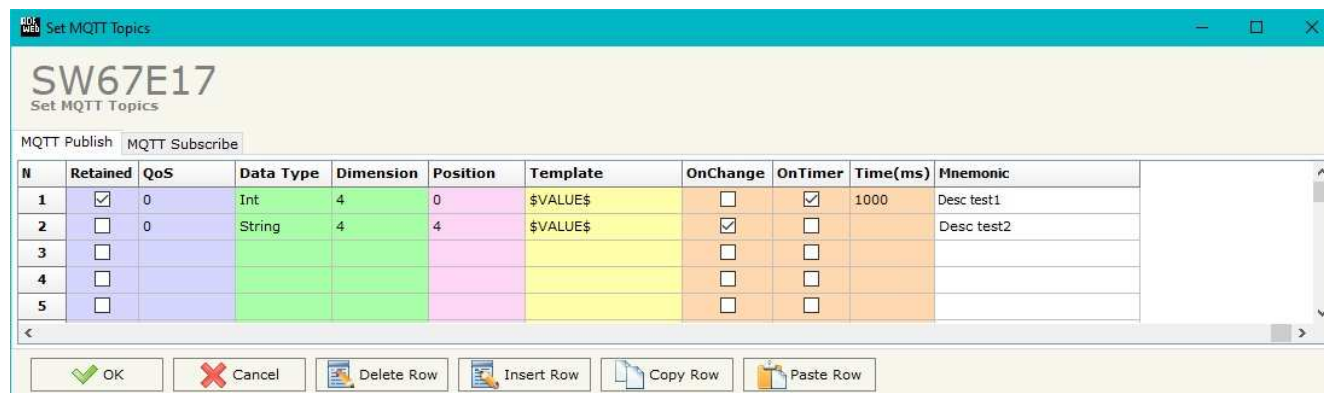 ADF WEB Set MQTT Topics
SW67E17
Set MQTT Topics
MQTT Publish MQTT Subscribe
N Retained QoS Data Type Dimension Position Template OnChange OnTimer Time(ms) Mnemonic
1 0 Int 4 0 $VALUE$ 1000 Desc test1
2 0 String 4 4 $VALUE$ Desc test2
3
4
5
OK Cancel Delete Row Insert Row Copy Row Paste Row